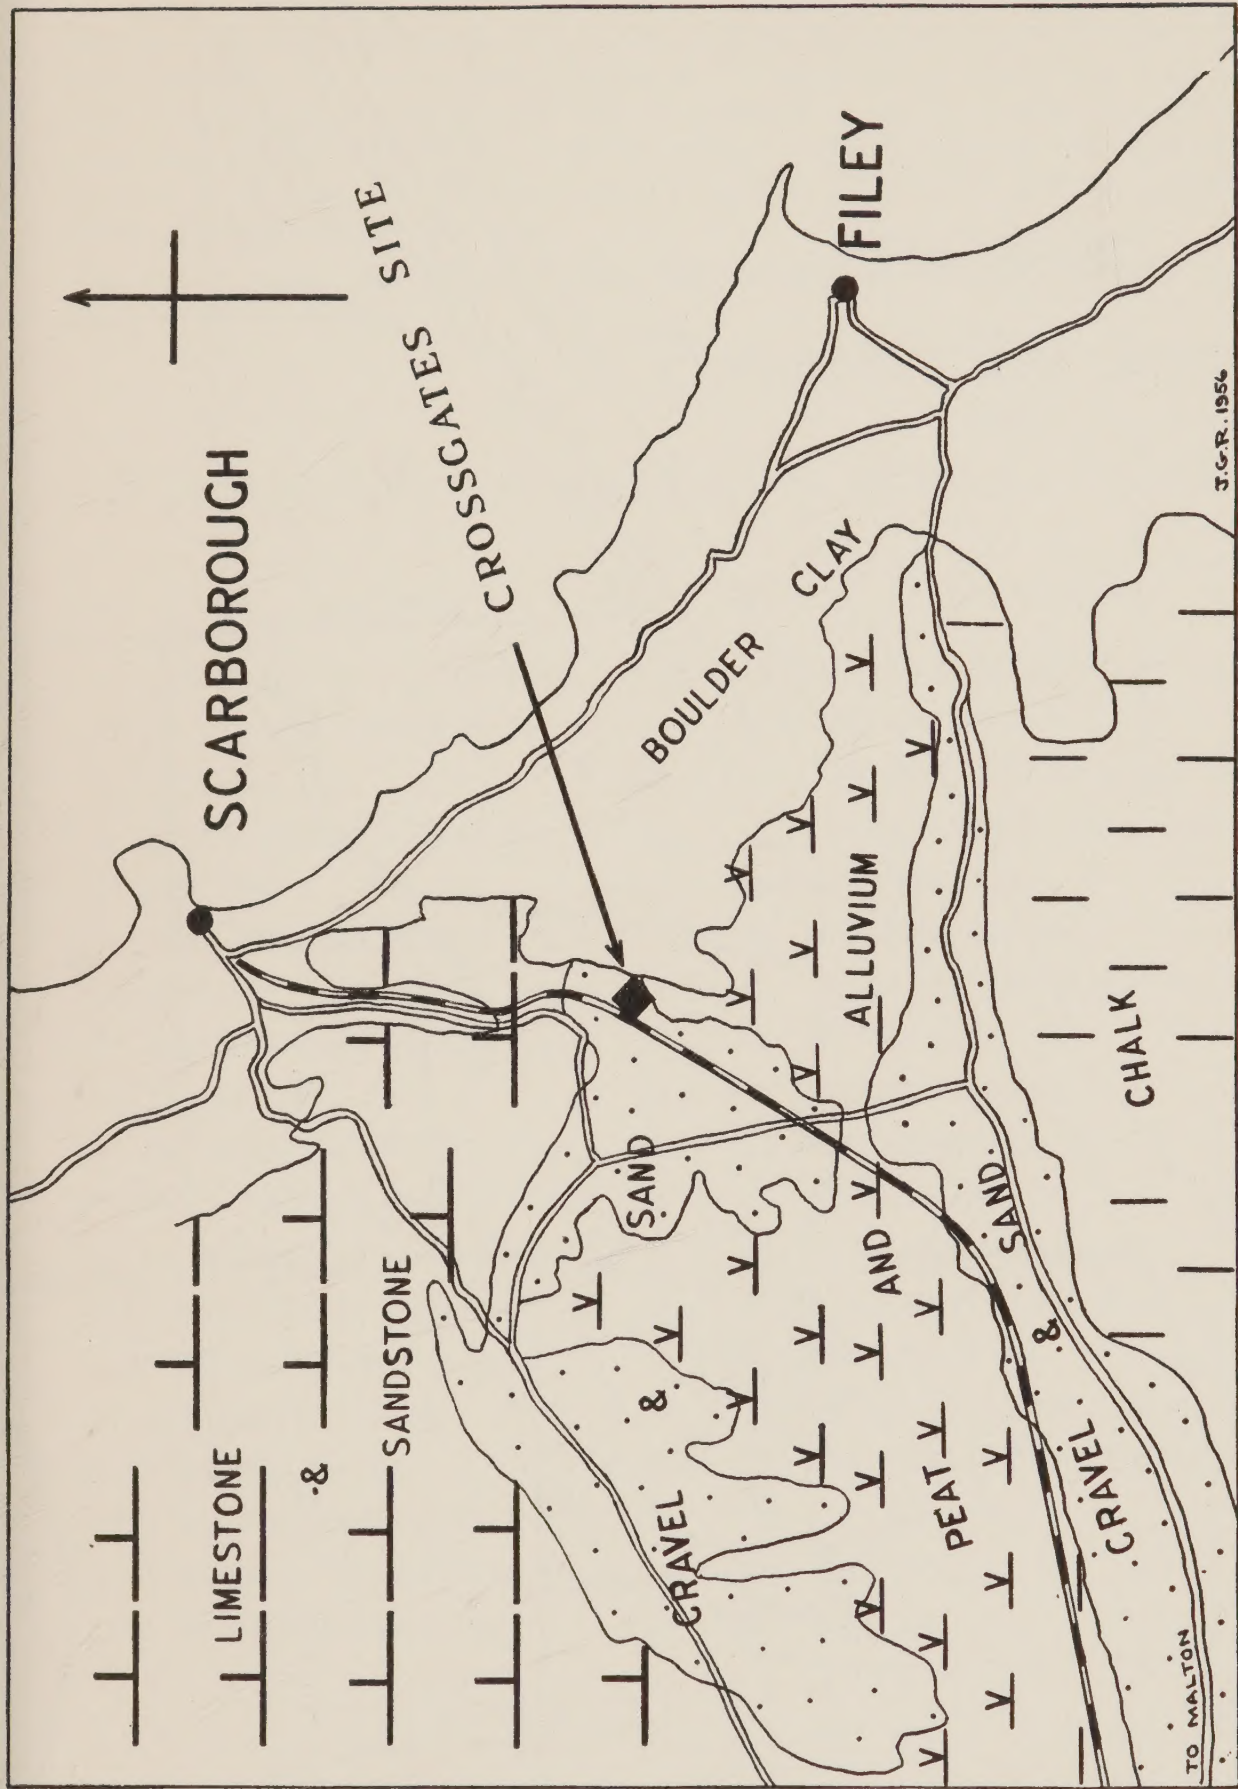 SCARBOROUGH
CROSSGATES SITE
FILEY
LIMESTONE
&
SANDSTONE
BOULDER
CLAY
SAND
&
GRAVEL
ALLUVIUM
AND
PEAT
SAND
&
GRAVEL
CHALK
TO MALTON
J.G.R. 1956